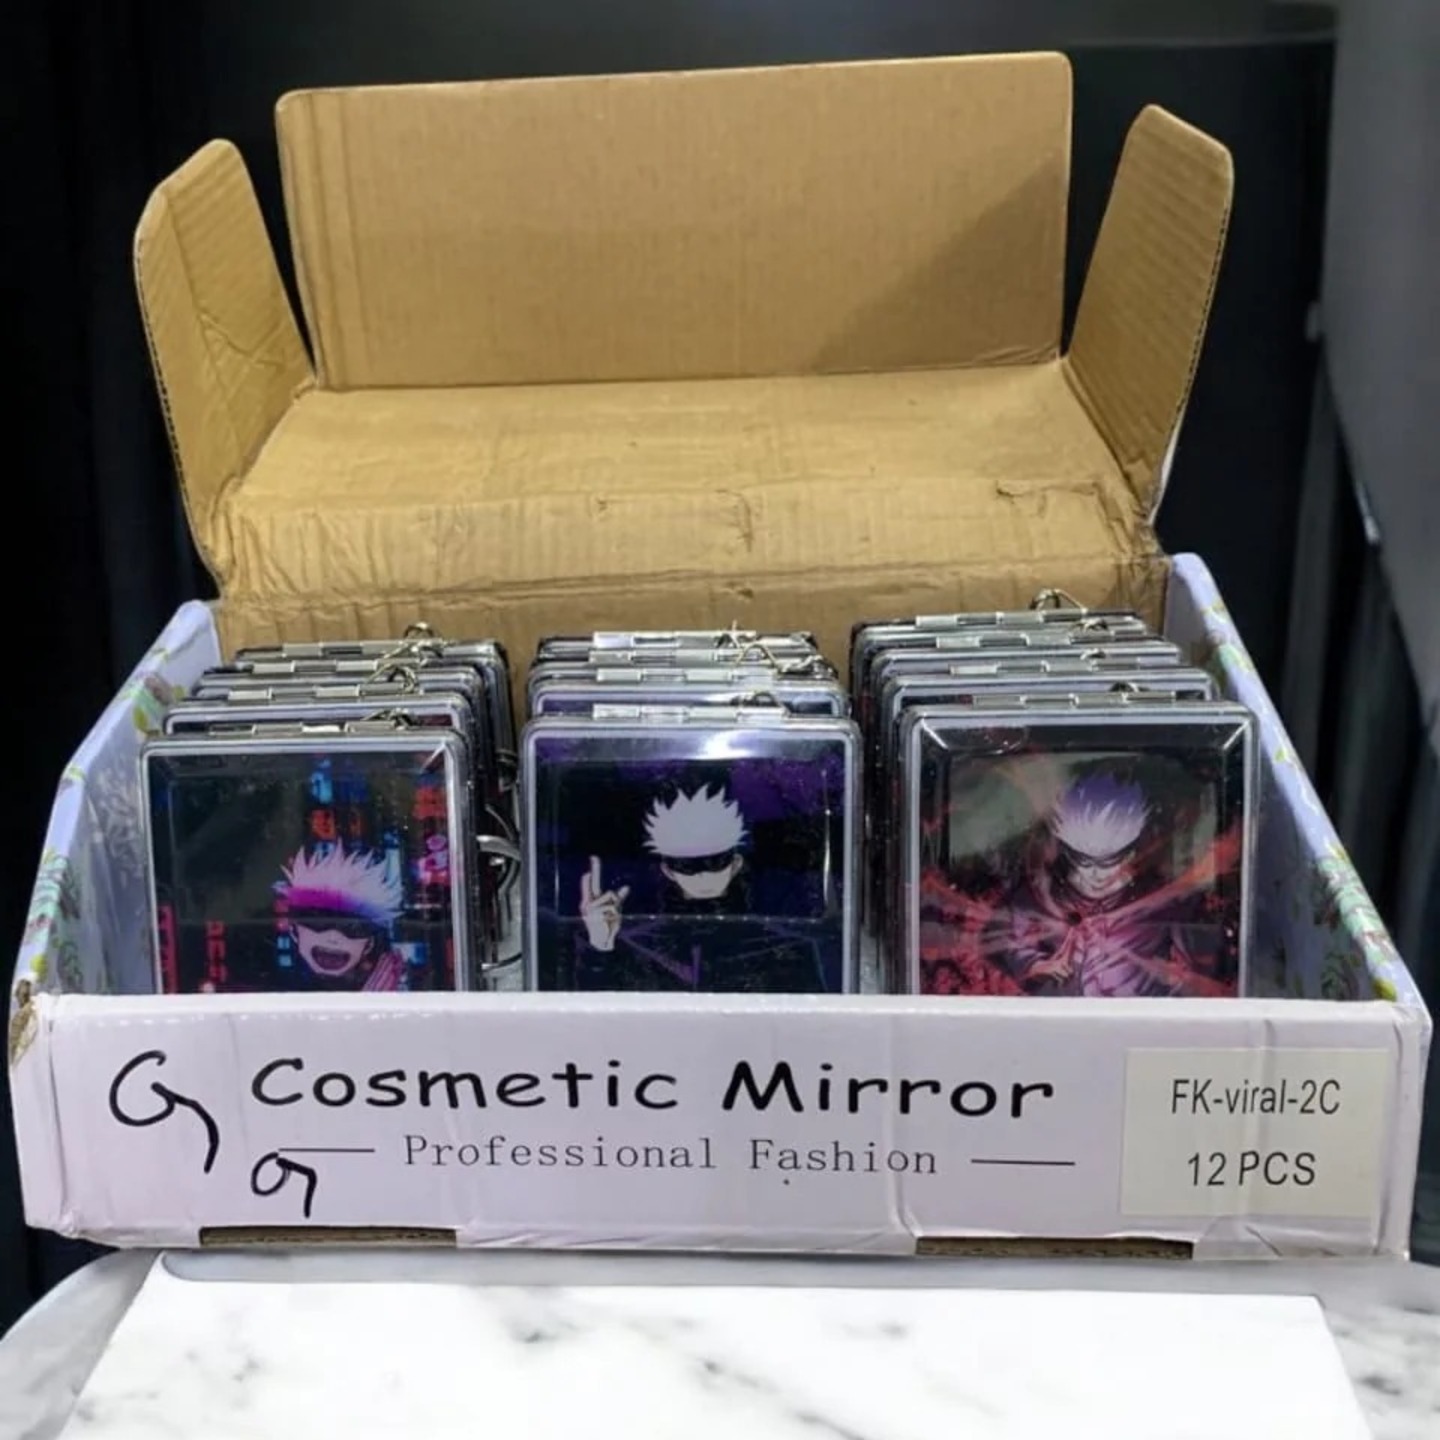 Cosmetic Mirror
Professional Fashion
FK-viral-2C
12 PCS